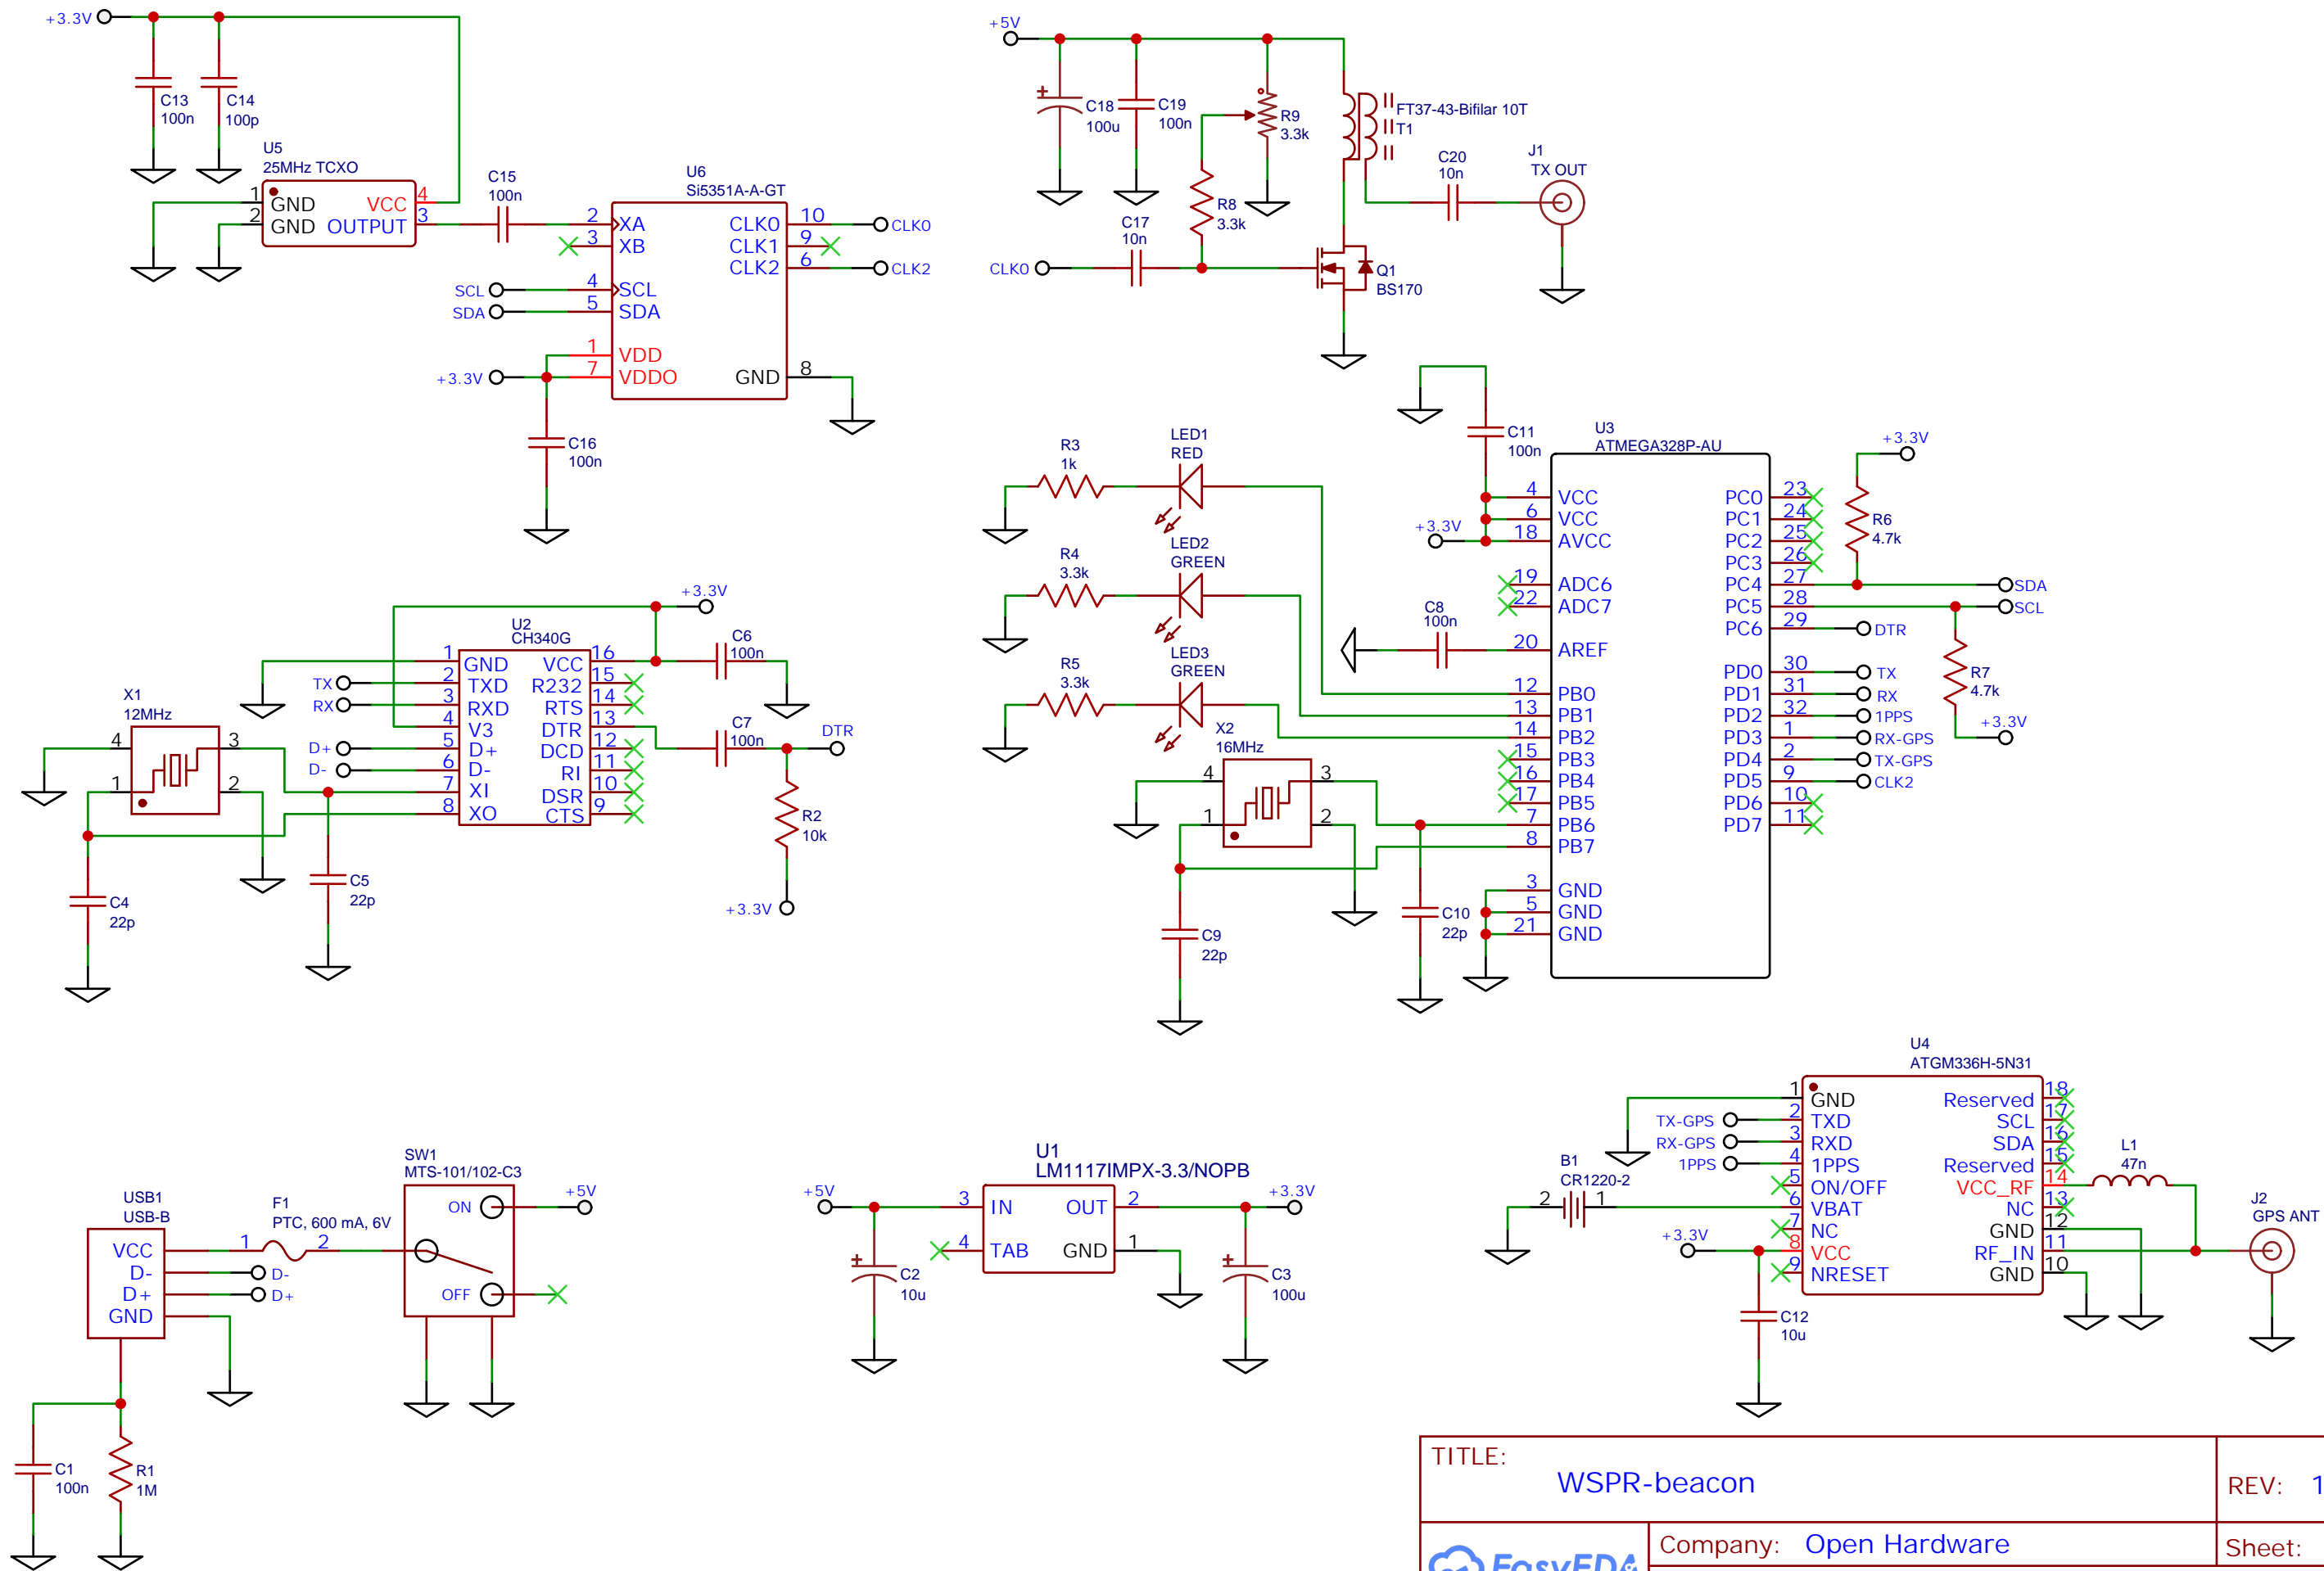 +3.3V
C13
100n
C14
100p
U5
25MHz TCXO
1 GND VCC 4
2 GND OUTPUT 3
C15
100n
U6
Si5351A-A-GT
2 XA CLK0 10 CLK0
3 XB CLK1 9
CLK2 6 CLK2
SCL 4 SCL
SDA 5 SDA
1 VDD
+3.3V 7 VDDO GND 8
C16
100n
+5V
C18
100u
C19
100n
R9
3.3k
FT37-43-Bifilar 10T
T1
C20
10n
J1
TX OUT
R8
3.3k
C17
10n
CLK0
Q1
BS170
R3
1k
LED1
RED
R4
3.3k
LED2
GREEN
R5
3.3k
LED3
GREEN
C11
100n
+3.3V
C8
100n
U3
ATMEGA328P-AU
4 VCC PC0 23
6 VCC PC1 24
18 AVCC PC2 25
PC3 26
19 ADC6 PC4 27 SDA
22 ADC7 PC5 28 SCL
PC6 29 DTR
20 AREF
PD0 30 TX
12 PB0 PD1 31 RX
13 PB1 PD2 32 1PPS
14 PB2 PD3 1 RX-GPS
15 PB3 PD4 2 TX-GPS
16 PB4 PD5 9 CLK2
17 PB5 PD6 10
7 PB6 PD7 11
8 PB7
3 GND
5 GND
21 GND
+3.3V
R6
4.7k
R7
4.7k
+3.3V
X2
16MHz
4 3
1 2
C9
22p
C10
22p
+3.3V
U2
CH340G
1 GND VCC 16
TX 2 TXD R232 15
RX 3 RXD RTS 14
4 V3 DTR 13
D+ 5 D+ DCD 12
D- 6 D- RI 11
7 XI DSR 10
8 XO CTS 9
C6
100n
C7
100n
DTR
R2
10k
+3.3V
X1
12MHz
4 3
1 2
C4
22p
C5
22p
USB1
USB-B
VCC
D- D-
D+ D+
GND
F1
PTC, 600 mA, 6V
1 2
SW1
MTS-101/102-C3
ON +5V
OFF
C1
100n
R1
1M
U1
LM1117IMPX-3.3/NOPB
+5V 3 IN OUT 2 +3.3V
4 TAB GND 1
C2
10u
C3
100u
U4
ATGM336H-5N31
1 GND Reserved 18
TX-GPS 2 TXD SCL 17
RX-GPS 3 RXD SDA 16
1PPS 4 1PPS Reserved 15
5 ON/OFF VCC_RF 14
6 VBAT NC 13
7 NC GND 12
+3.3V 8 VCC RF_IN 11
9 NRESET GND 10
B1
CR1220-2
2 1
C12
10u
L1
47n
J2
GPS ANT
TITLE:
WSPR-beacon
REV: 1
EasyEDA
Company: Open Hardware
Sheet: